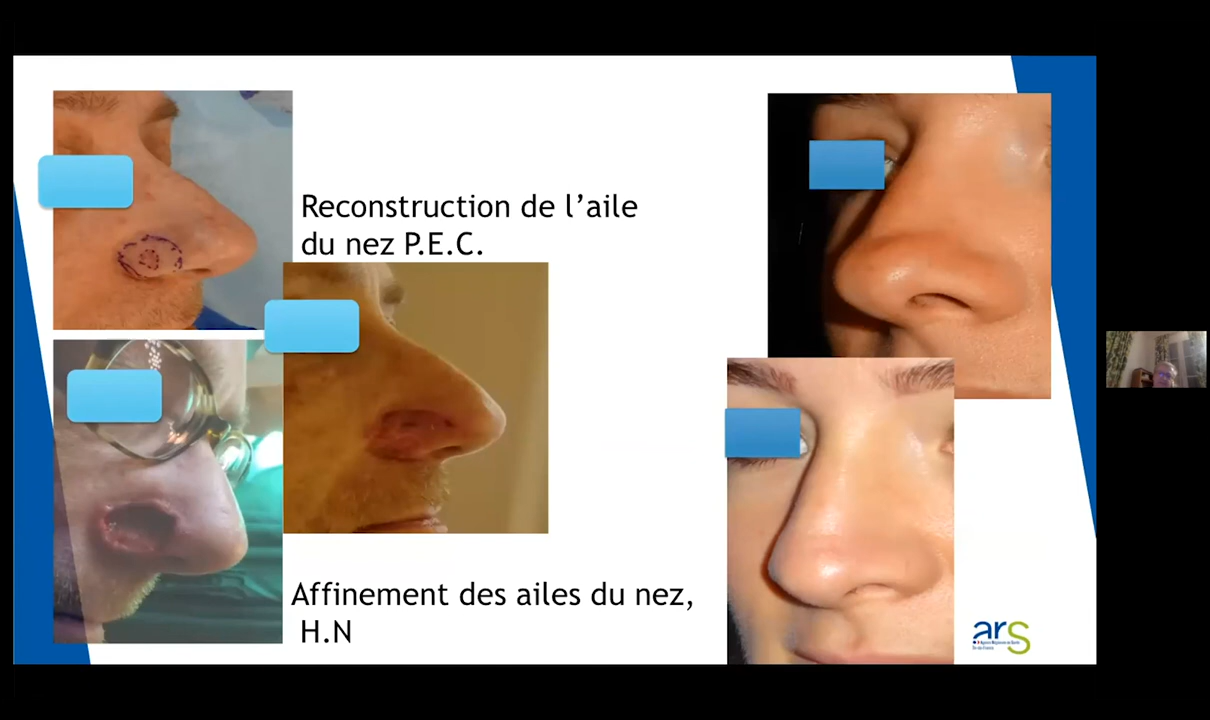 Reconstruction de l’aile
du nez P.E.C.
Affinement des ailes du nez,
H.N
ars